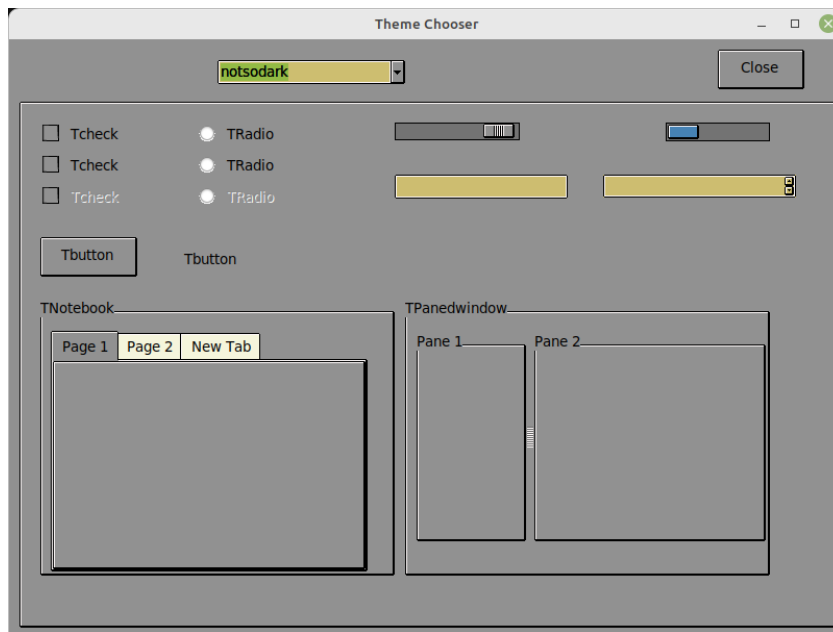 Theme Chooser
notsodark
Close
Tcheck TRadio
Tcheck TRadio
Tcheck TRadio
Tbutton Tbutton
TNotebook TPanedwindow
Page 1 Page 2 New Tab
Pane 1 Pane 2